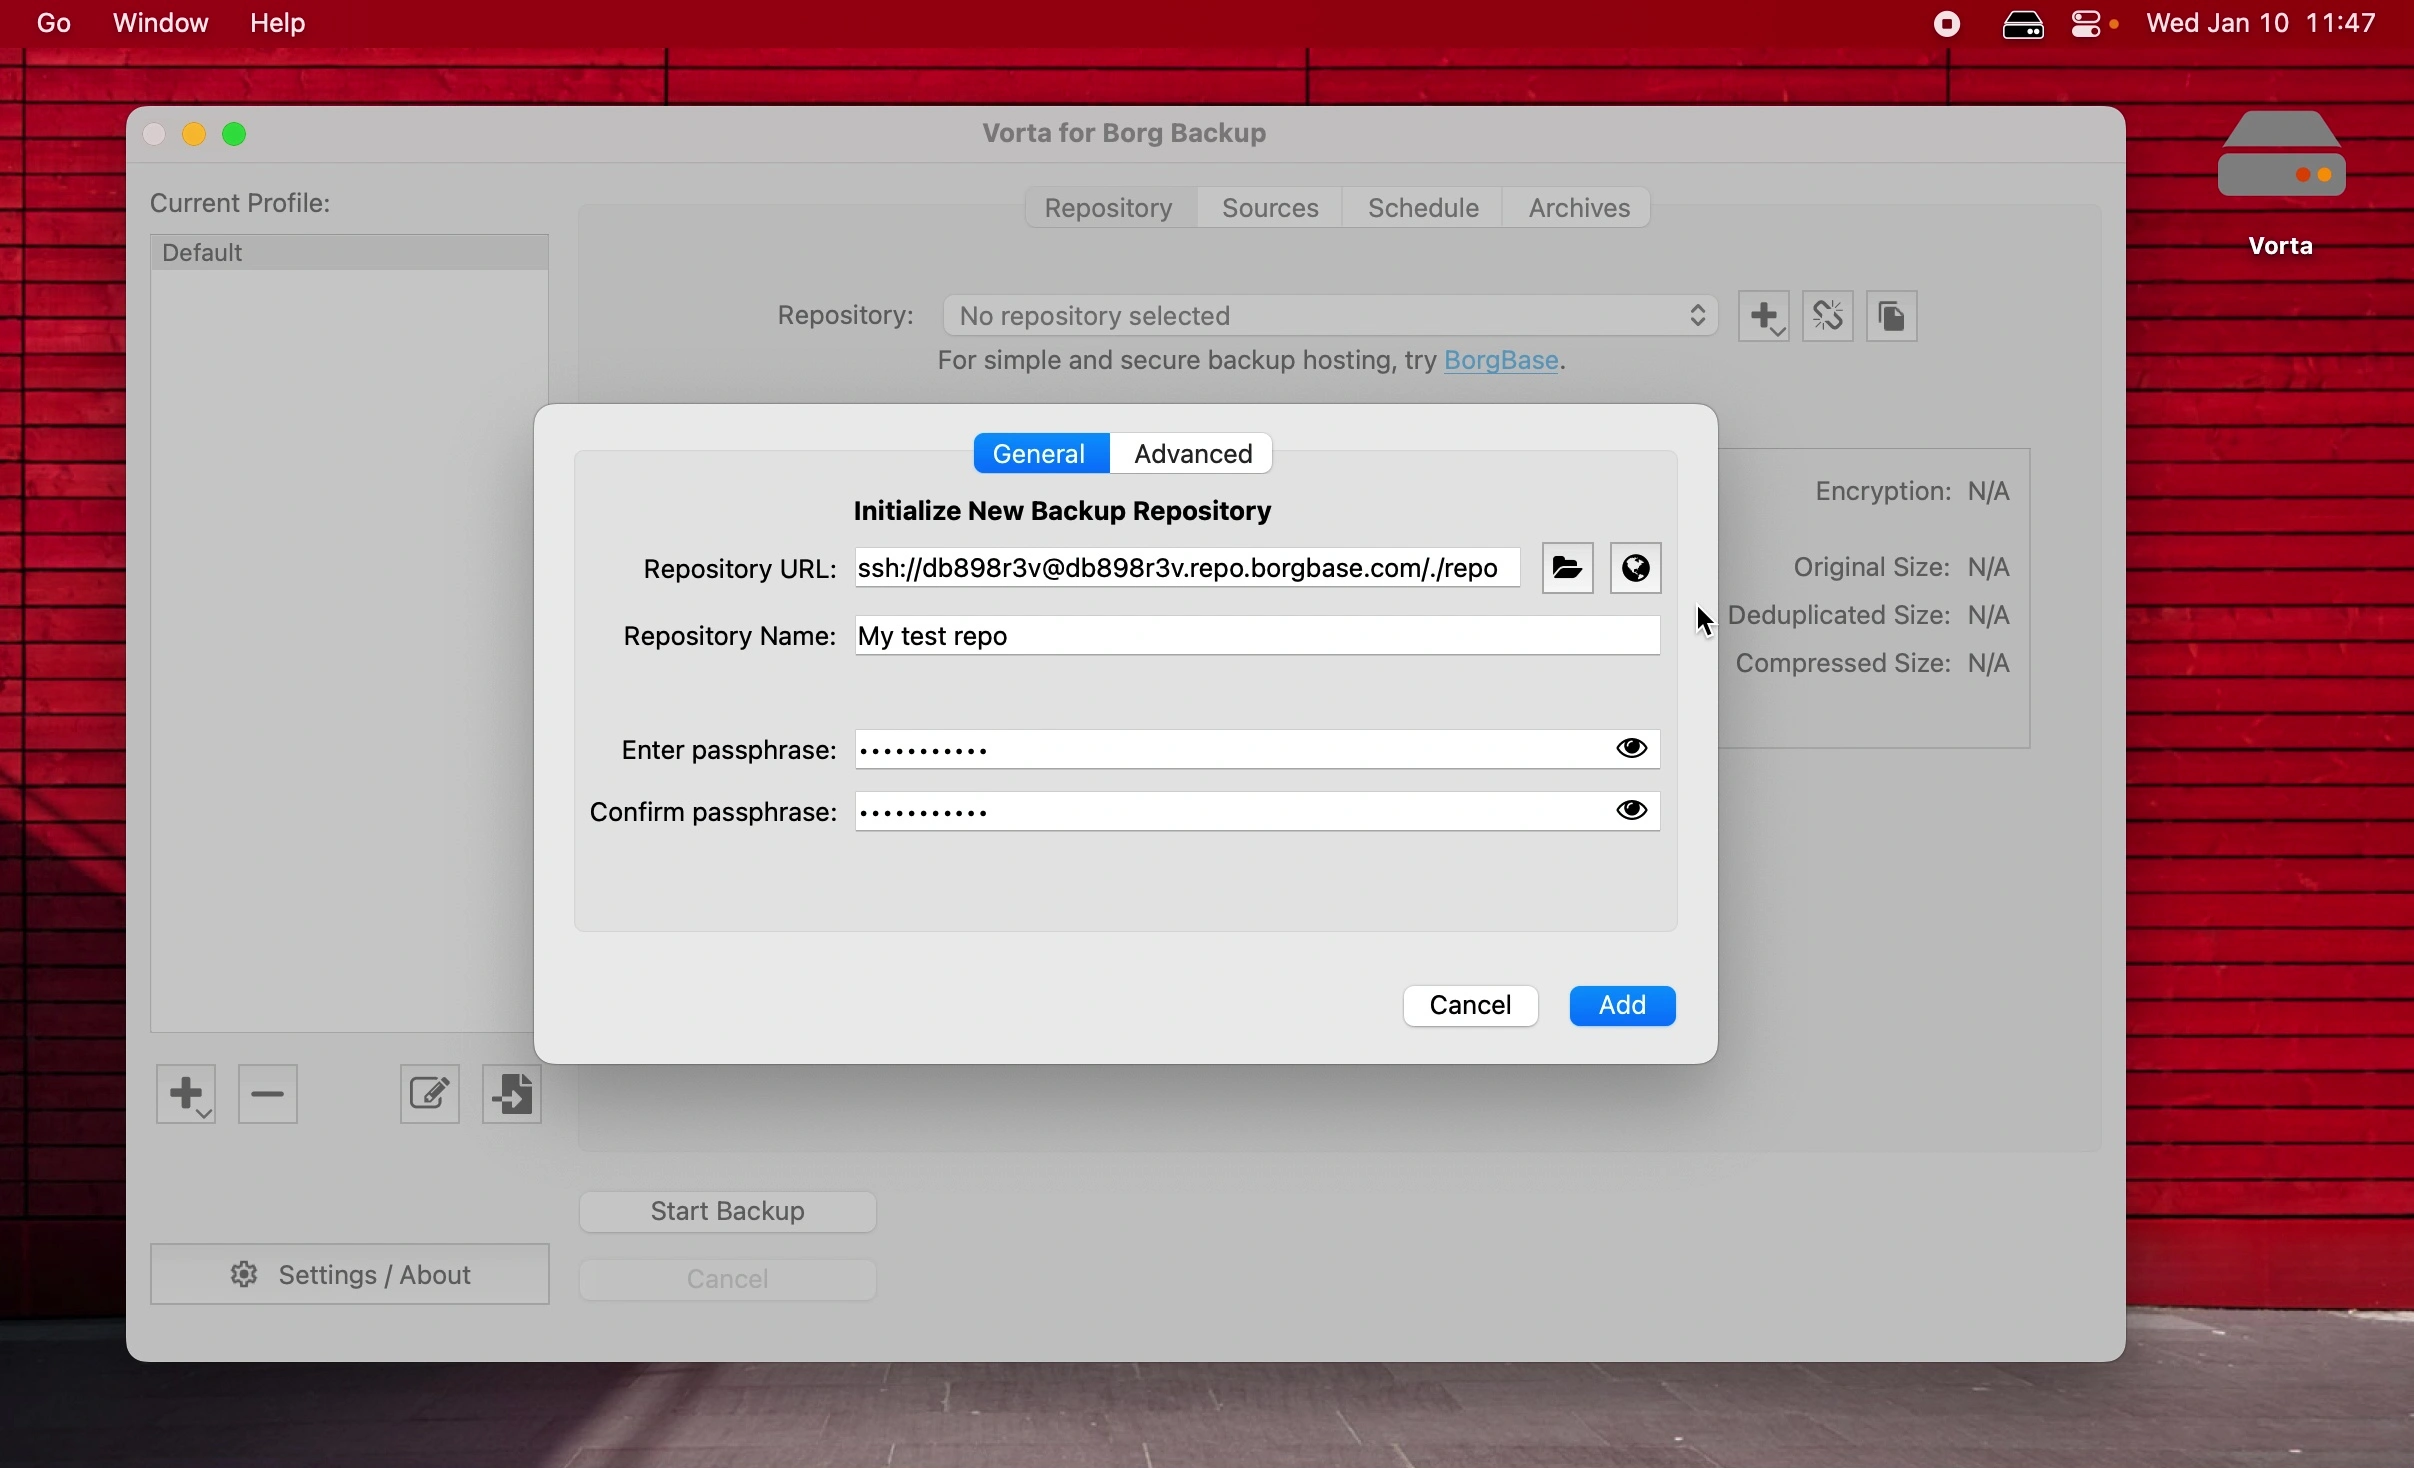 Go Window Help Wed Jan 10 11:47
Vorta for Borg Backup
Vorta
Current Profile:
Default
Repository Sources Schedule Archives
Repository: No repository selected
For simple and secure backup hosting, try BorgBase.
General Advanced
Initialize New Backup Repository
Repository URL: ssh://db898r3v@db898r3v.repo.borgbase.com/./repo
Repository Name: My test repo
Enter passphrase: •••••••••••
Confirm passphrase: •••••••••••
Cancel Add
Encryption: N/A
Original Size: N/A
Deduplicated Size: N/A
Compressed Size: N/A
Start Backup
Cancel
Settings / About